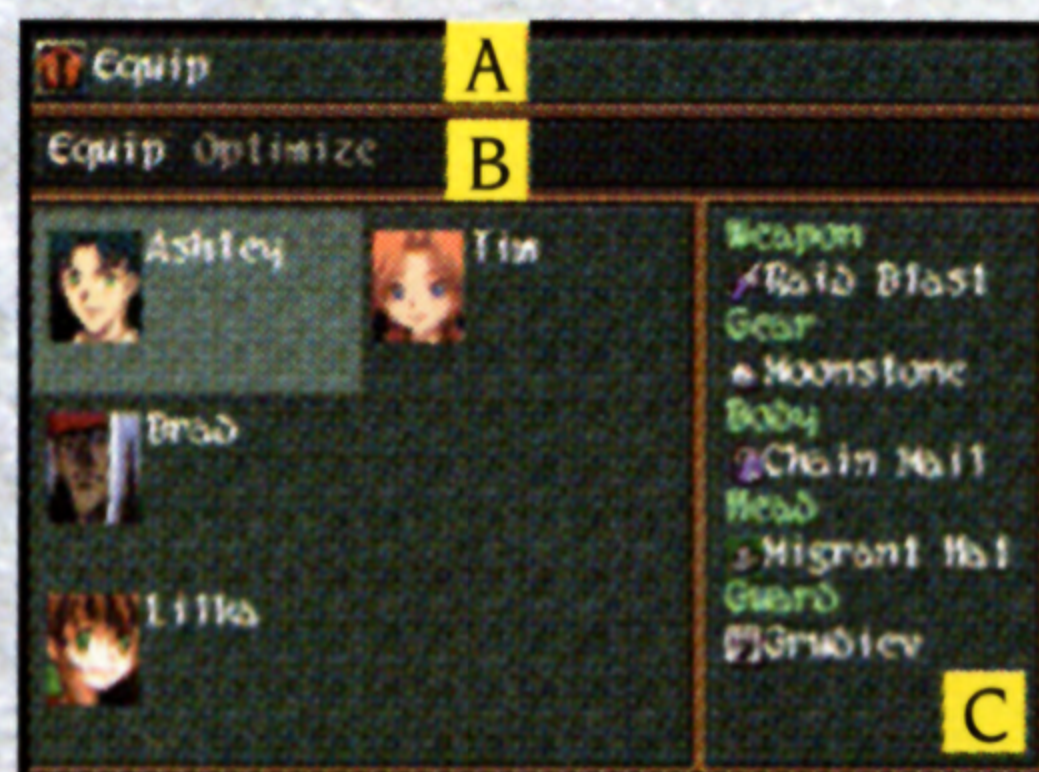 Equip
A
Equip Optimize
B
Ashley
Tim
Brad
Lilka
Weapon
Raid Blast
Gear
Moonstone
Body
Chain Mail
Head
Migrant Hat
Guard
Grudiev
C